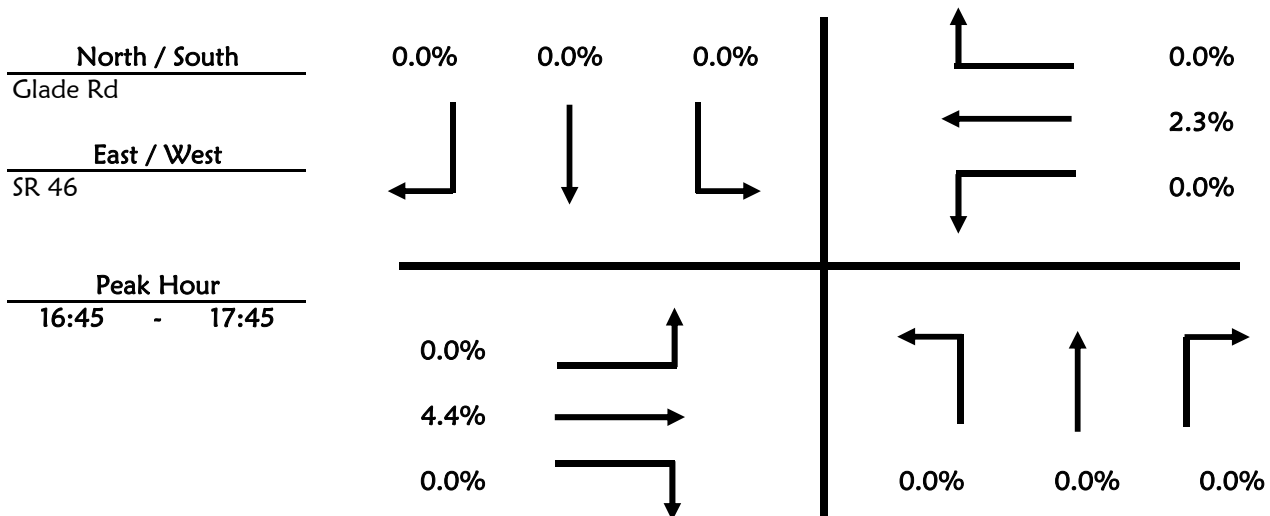 North / South
Glade Rd
East / West
SR 46
Peak Hour
16:45 - 17:45
0.0% 0.0% 0.0%
0.0%
2.3%
0.0%
0.0%
4.4%
0.0%
0.0% 0.0% 0.0%